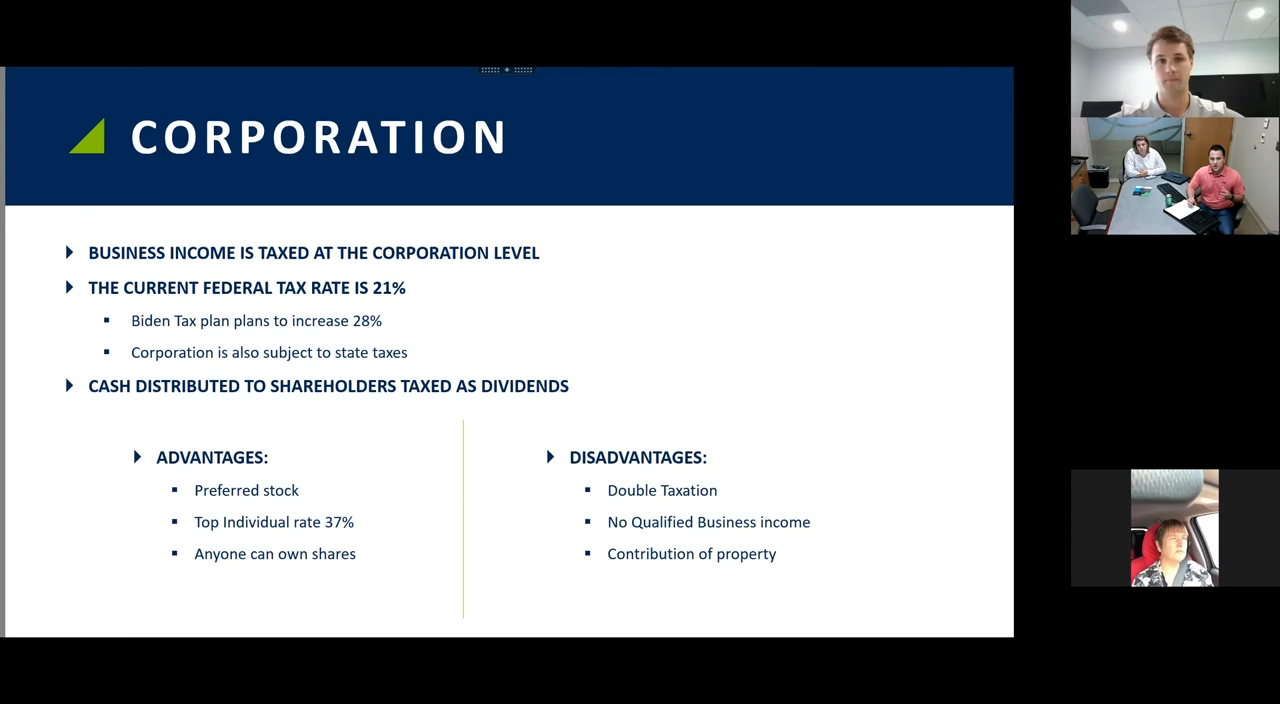 CORPORATION
BUSINESS INCOME IS TAXED AT THE CORPORATION LEVEL
THE CURRENT FEDERAL TAX RATE IS 21%
Biden Tax plan plans to increase 28%
Corporation is also subject to state taxes
CASH DISTRIBUTED TO SHAREHOLDERS TAXED AS DIVIDENDS
ADVANTAGES:
Preferred stock
Top Individual rate 37%
Anyone can own shares
DISADVANTAGES:
Double Taxation
No Qualified Business income
Contribution of property